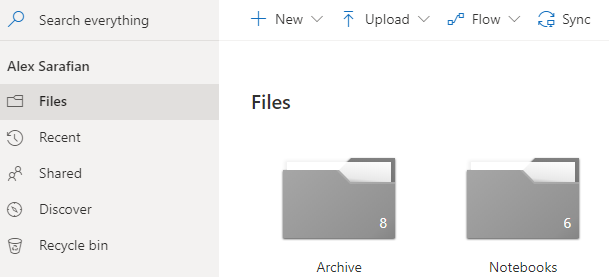 Search everything
New
Upload
Flow
Sync
Alex Sarafian
Files
Recent
Shared
Discover
Recycle bin
Files
8
6
Archive
Notebooks